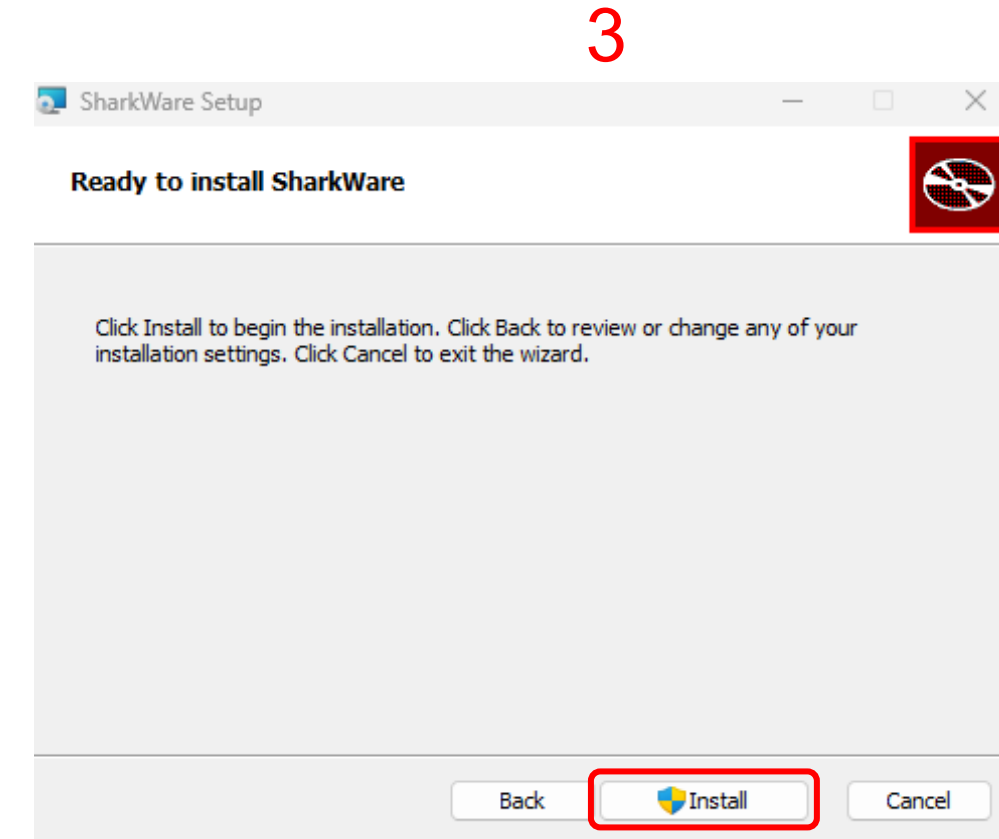 3
SharkWare Setup
Ready to install SharkWare
Click Install to begin the installation. Click Back to review or change any of your
installation settings. Click Cancel to exit the wizard.
Back Install Cancel